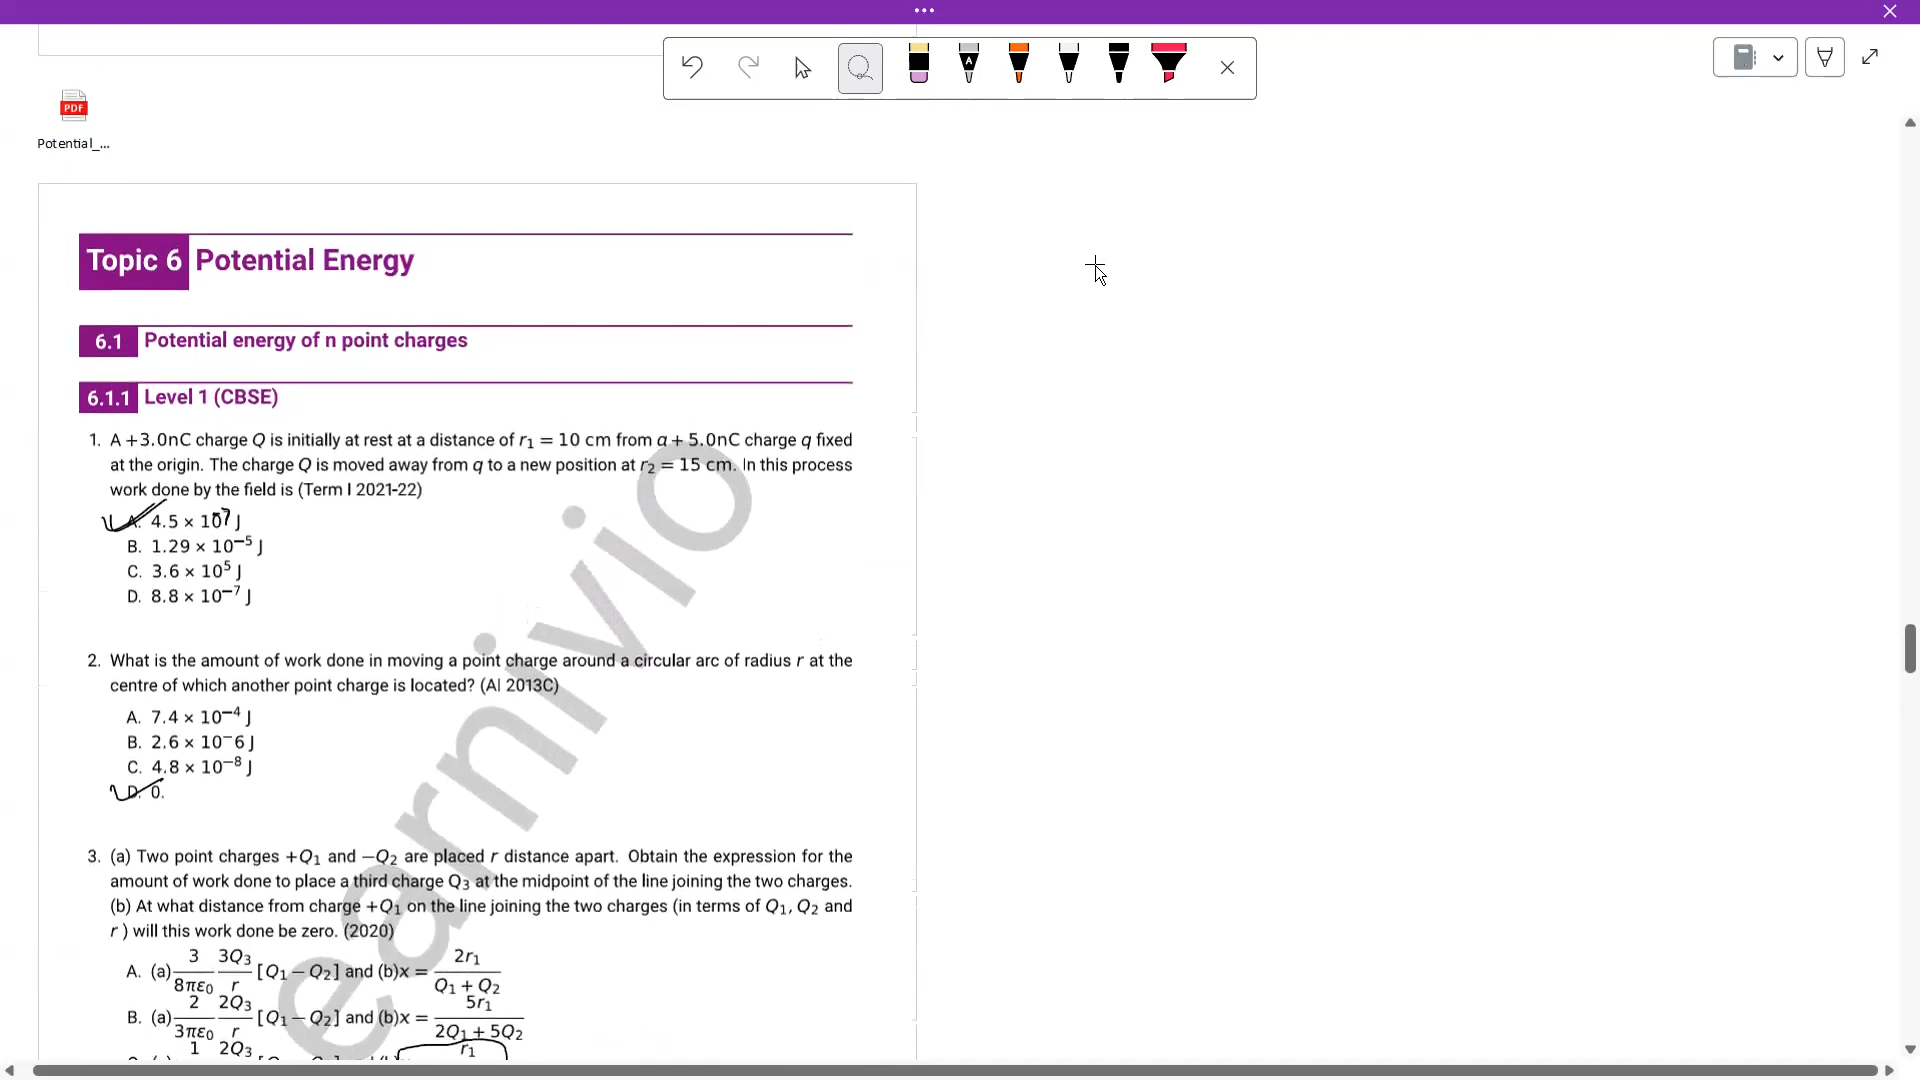 PDF
Potential_...
A
Topic 6 Potential Energy
6.1 Potential energy of n point charges
6.1.1 Level 1 (CBSE)
1. A +3.0nC charge Q is initially at rest at a distance of r₁ = 10 cm from a + 5.0nC charge q fixed
at the origin. The charge Q is moved away from q to a new position at r₂ = 15 cm. In this process
work done by the field is (Term I 2021-22)
A. 4.5 × 10⁻⁷ J
B. 1.29 × 10⁻⁵ J
C. 3.6 × 10⁵ J
D. 8.8 × 10⁻⁷ J
2. What is the amount of work done in moving a point charge around a circular arc of radius r at the
centre of which another point charge is located? (AI 2013C)
A. 7.4 × 10⁻⁴ J
B. 2.6 × 10⁻6 J
C. 4.8 × 10⁻⁸ J
D. 0.
3. (a) Two point charges +Q₁ and −Q₂ are placed r distance apart. Obtain the expression for the
amount of work done to place a third charge Q₃ at the midpoint of the line joining the two charges.
(b) At what distance from charge +Q₁ on the line joining the two charges (in terms of Q₁, Q₂ and
r ) will this work done be zero. (2020)
A. (a) 3/8πε₀ 3Q₃/r [Q₁ − Q₂] and (b)x = 2r₁/Q₁ + Q₂
B. (a) 2/3πε₀ 2Q₃/r [Q₁ − Q₂] and (b)x = 5r₁/2Q₁ + 5Q₂
1 2Q₃ r₁
earnivio